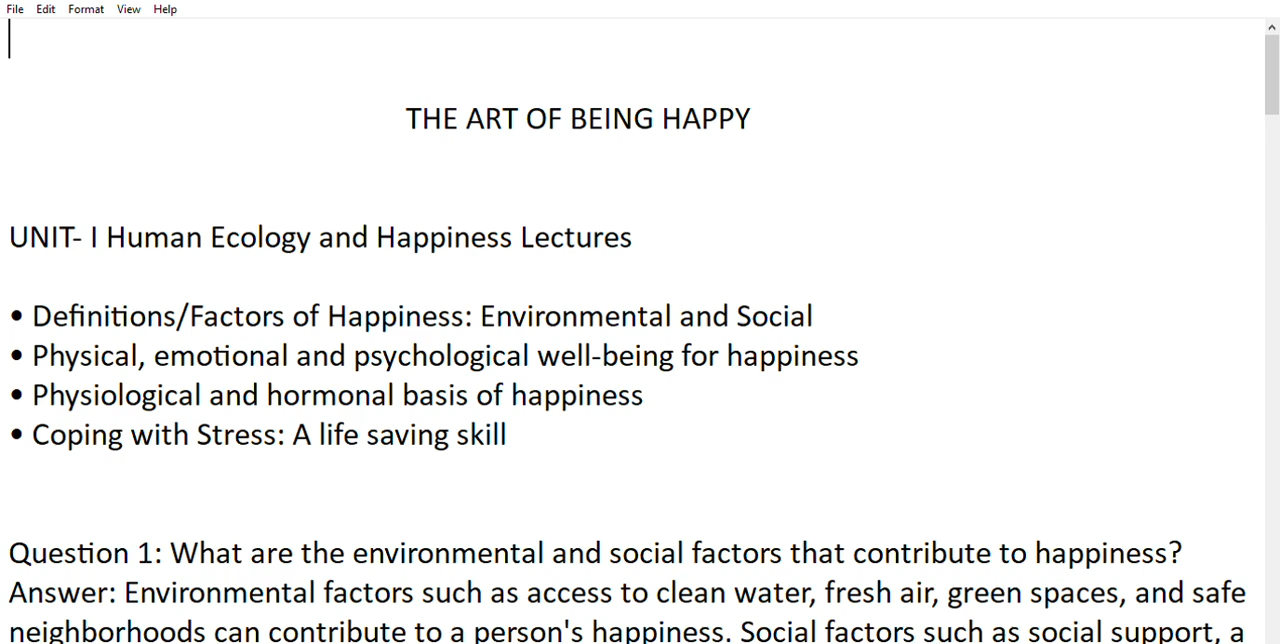 File Edit Format View Help
THE ART OF BEING HAPPY
UNIT- I Human Ecology and Happiness Lectures
• Definitions/Factors of Happiness: Environmental and Social
• Physical, emotional and psychological well-being for happiness
• Physiological and hormonal basis of happiness
• Coping with Stress: A life saving skill
Question 1: What are the environmental and social factors that contribute to happiness?
Answer: Environmental factors such as access to clean water, fresh air, green spaces, and safe
neighborhoods can contribute to a person's happiness. Social factors such as social support, a